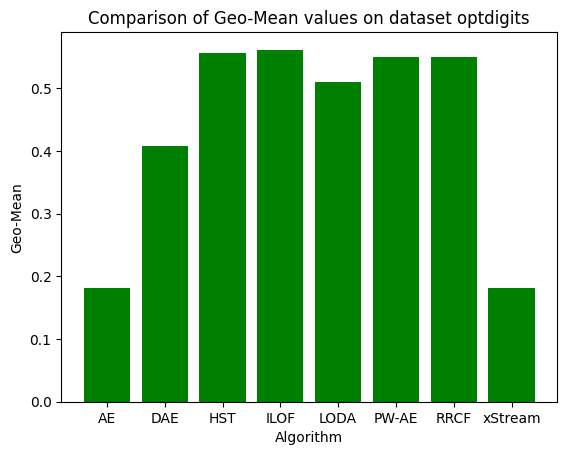 Comparison of Geo-Mean values on dataset optdigits
Geo-Mean
0.5
0.4
0.3
0.2
0.1
0.0
AE DAE HST ILOF LODA PW-AE RRCF xStream
Algorithm